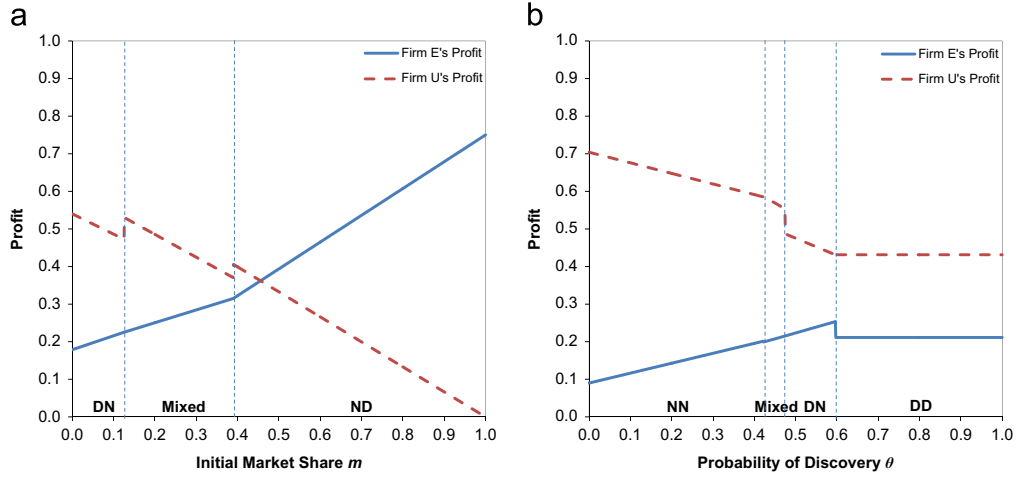 a
1.0
0.9
0.8
0.7
0.6
0.5
0.4
0.3
0.2
0.1
0.0
Profit
Firm E's Profit
Firm U's Profit
DN Mixed ND
0.0 0.1 0.2 0.3 0.4 0.5 0.6 0.7 0.8 0.9 1.0
Initial Market Share m
b
1.0
0.9
0.8
0.7
0.6
0.5
0.4
0.3
0.2
0.1
0.0
Profit
Firm E's Profit
Firm U's Profit
NN Mixed DN DD
0.0 0.1 0.2 0.3 0.4 0.5 0.6 0.7 0.8 0.9 1.0
Probability of Discovery θ